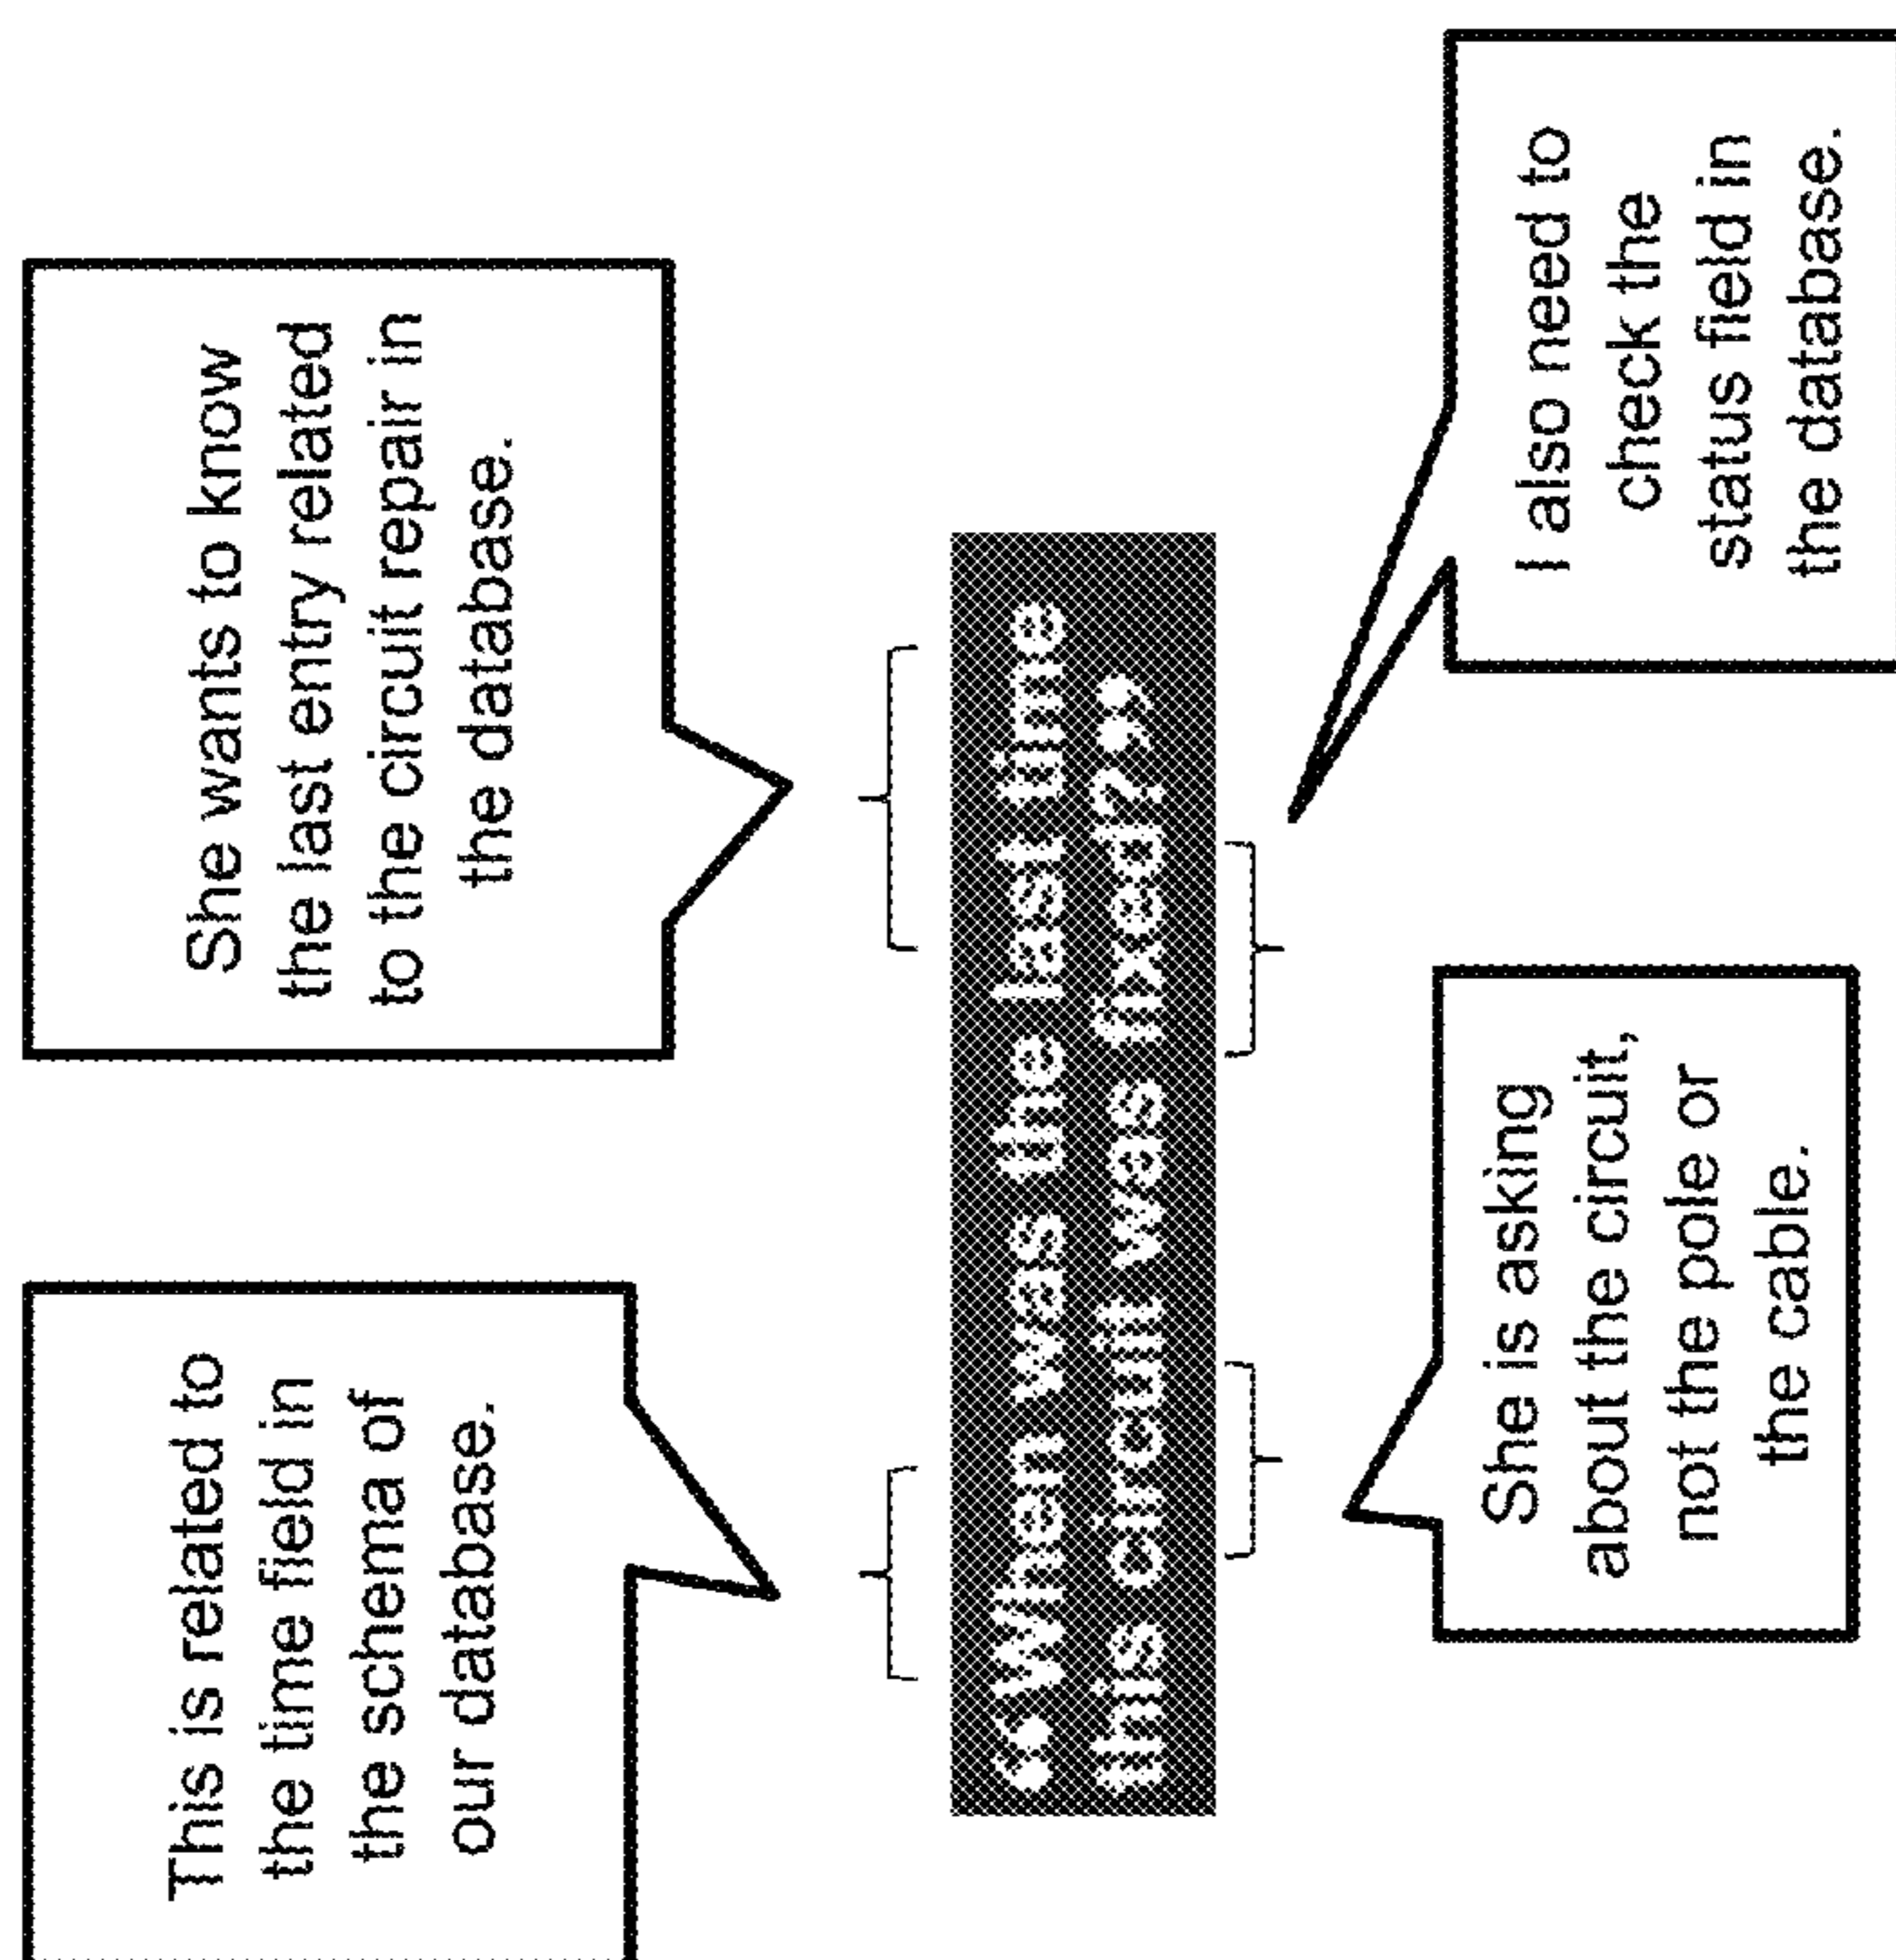 This is related to
the time field in
the schema of
our database.
She wants to know
the last entry related
to the circuit repair in
the database.
“When was the last time
this circuit was fixed?”
She is asking
about the circuit,
not the pole or
the cable.
I also need to
check the
status field in
the database.